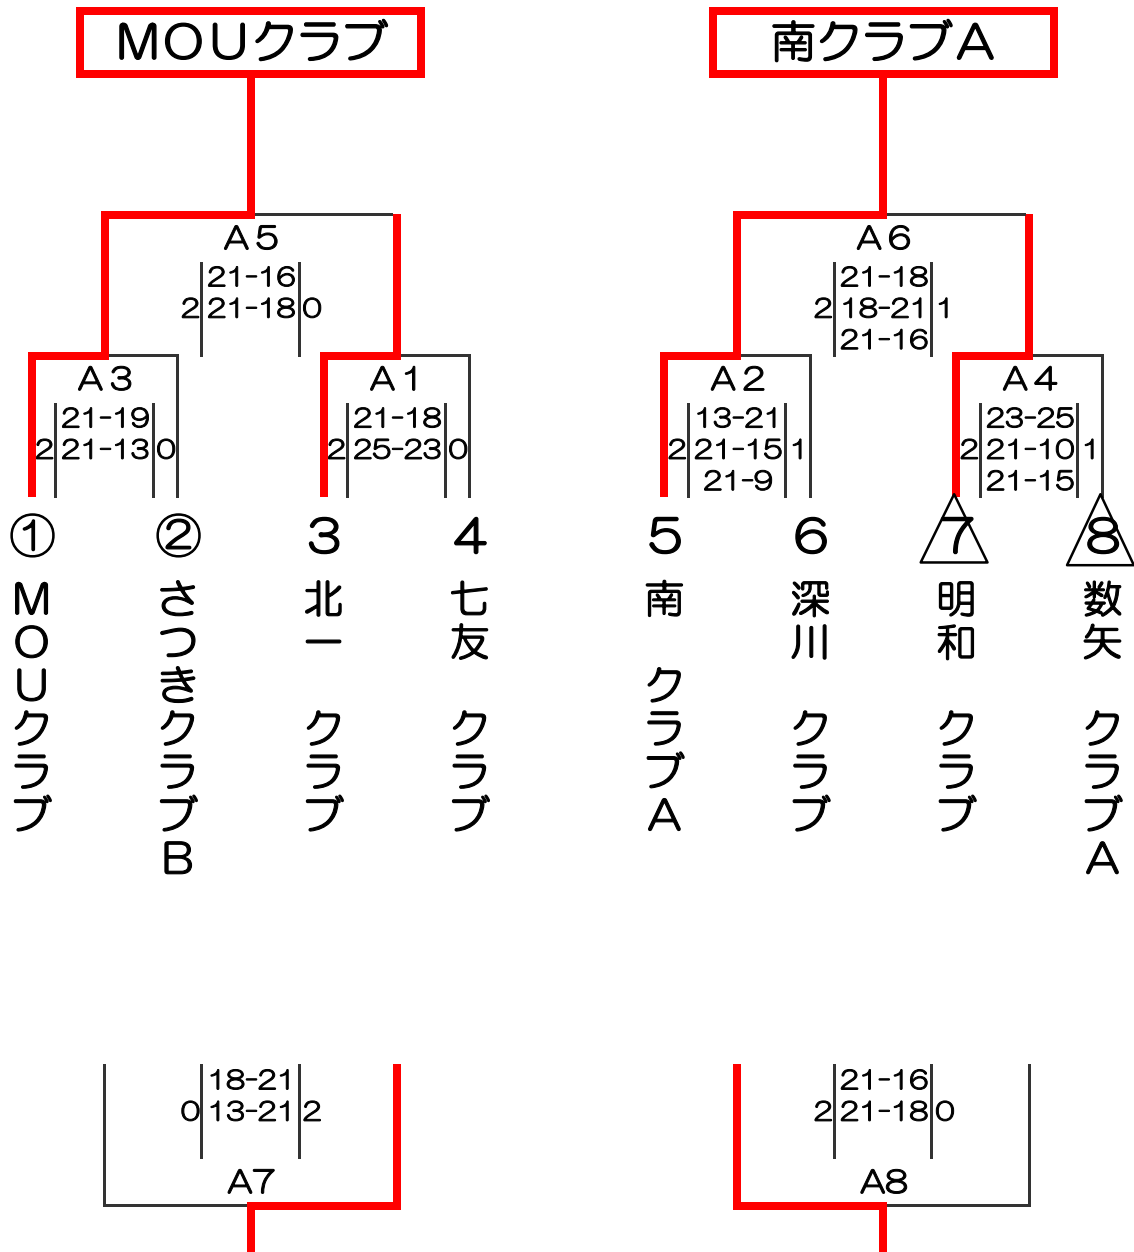 MOUクラブ
南クラブA
A5
21-16
2 21-18 0
A6
21-18
2 18-21 1
21-16
A3
21-19
2 21-13 0
A1
21-18
2 25-23 0
A2
13-21
2 21-15 1
21-9
A4
23-25
2 21-10 1
21-15
① MOUクラブ
② さつきクラブB
3 北一 クラブ
4 七友 クラブ
5 南 クラブA
6 深川 クラブ
7 明和 クラブ
8 数矢 クラブA
18-21
0 13-21 2
A7
21-16
2 21-18 0
A8